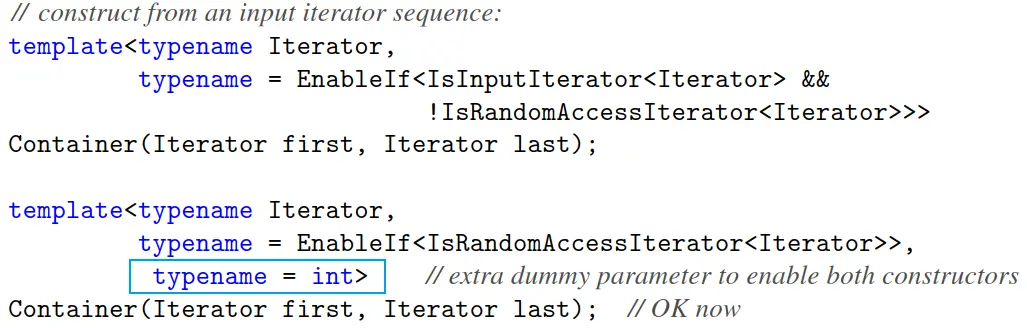 // construct from an input iterator sequence:
template<typename Iterator,
         typename = EnableIf<IsInputIterator<Iterator> &&
                             !IsRandomAccessIterator<Iterator>>>
Container(Iterator first, Iterator last);

template<typename Iterator,
         typename = EnableIf<IsRandomAccessIterator<Iterator>>,
         typename = int>    // extra dummy parameter to enable both constructors
Container(Iterator first, Iterator last);  // OK now